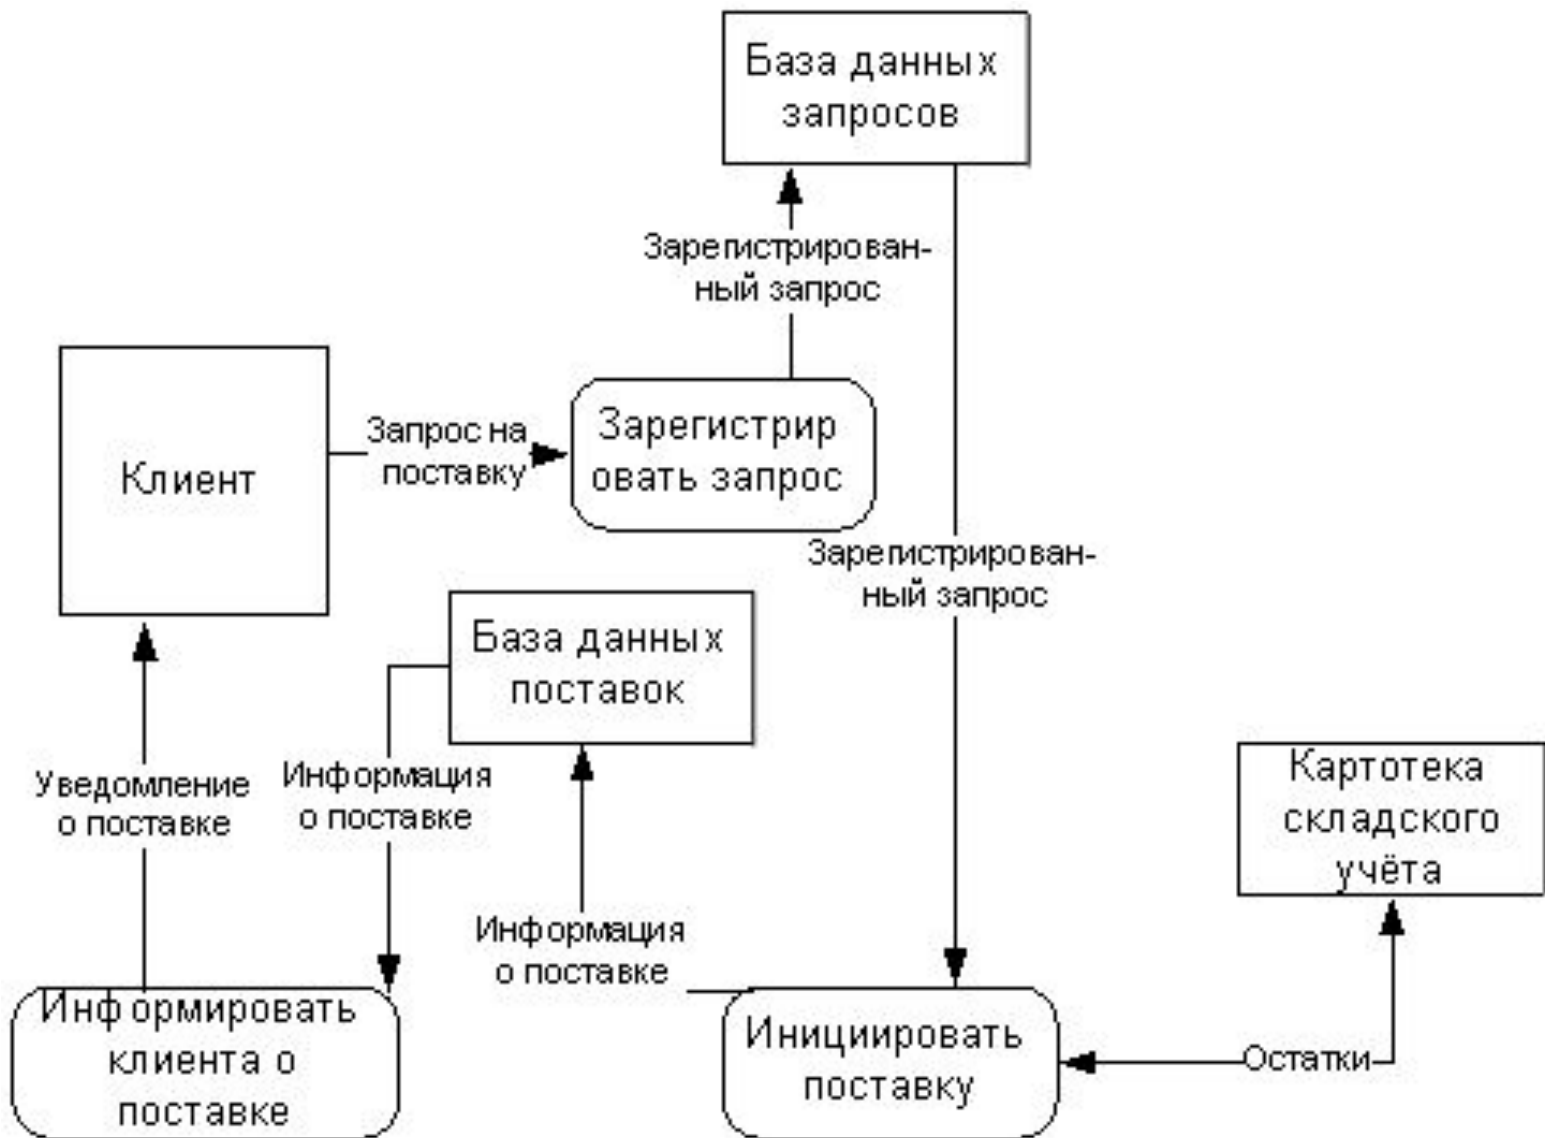 База данных
запросов
Зарегистрирован-
ный запрос
Клиент
Запрос на
поставку
Зарегистрир
овать запрос
Зарегистрирован-
ный запрос
База данных
поставок
Уведомление
о поставке
Информация
о поставке
Информация
о поставке
Картотека
складского
учёта
Информировать
клиента о
поставке
Инициировать
поставку
Остатки